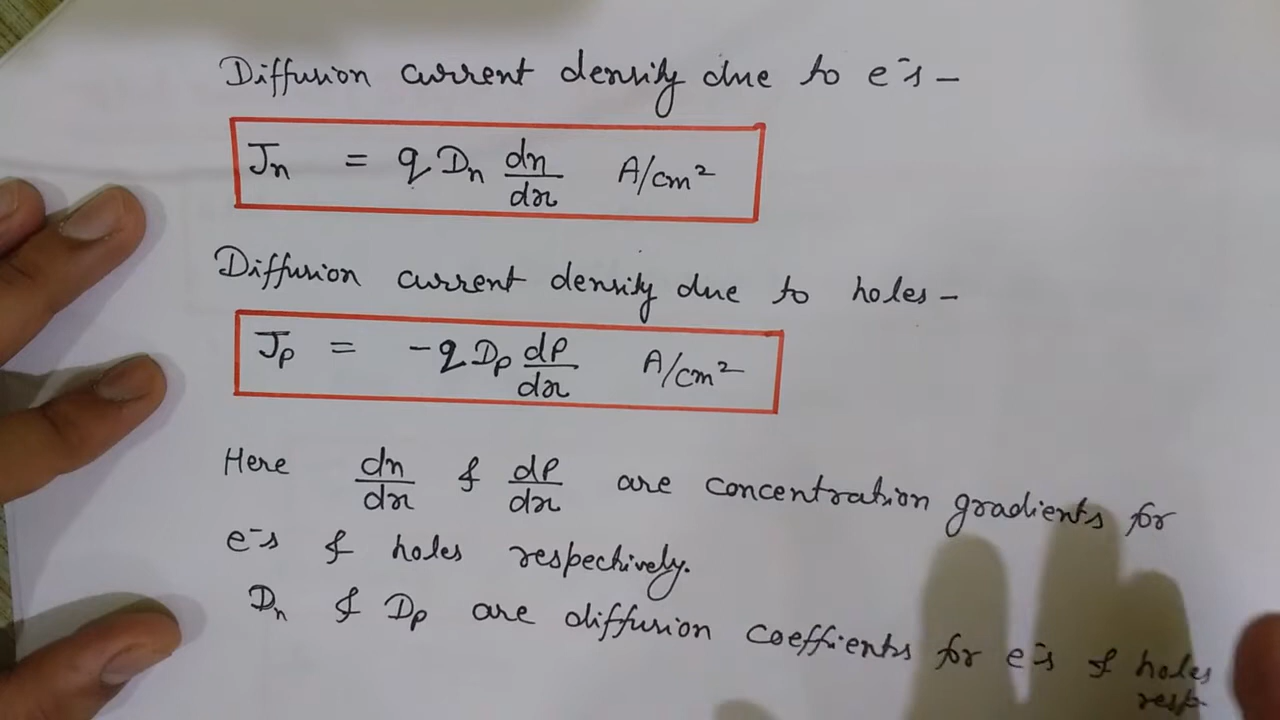 Diffusion current density due to e⁻s –
Jn = q Dn dn/dx A/cm²
Diffusion current density due to holes –
Jp = -q Dp dp/dx A/cm²
Here dn/dx & dp/dx are concentration gradients for
e⁻s & holes respectively.
Dn & Dp are diffusion coeffients for e⁻s & holes
resp.